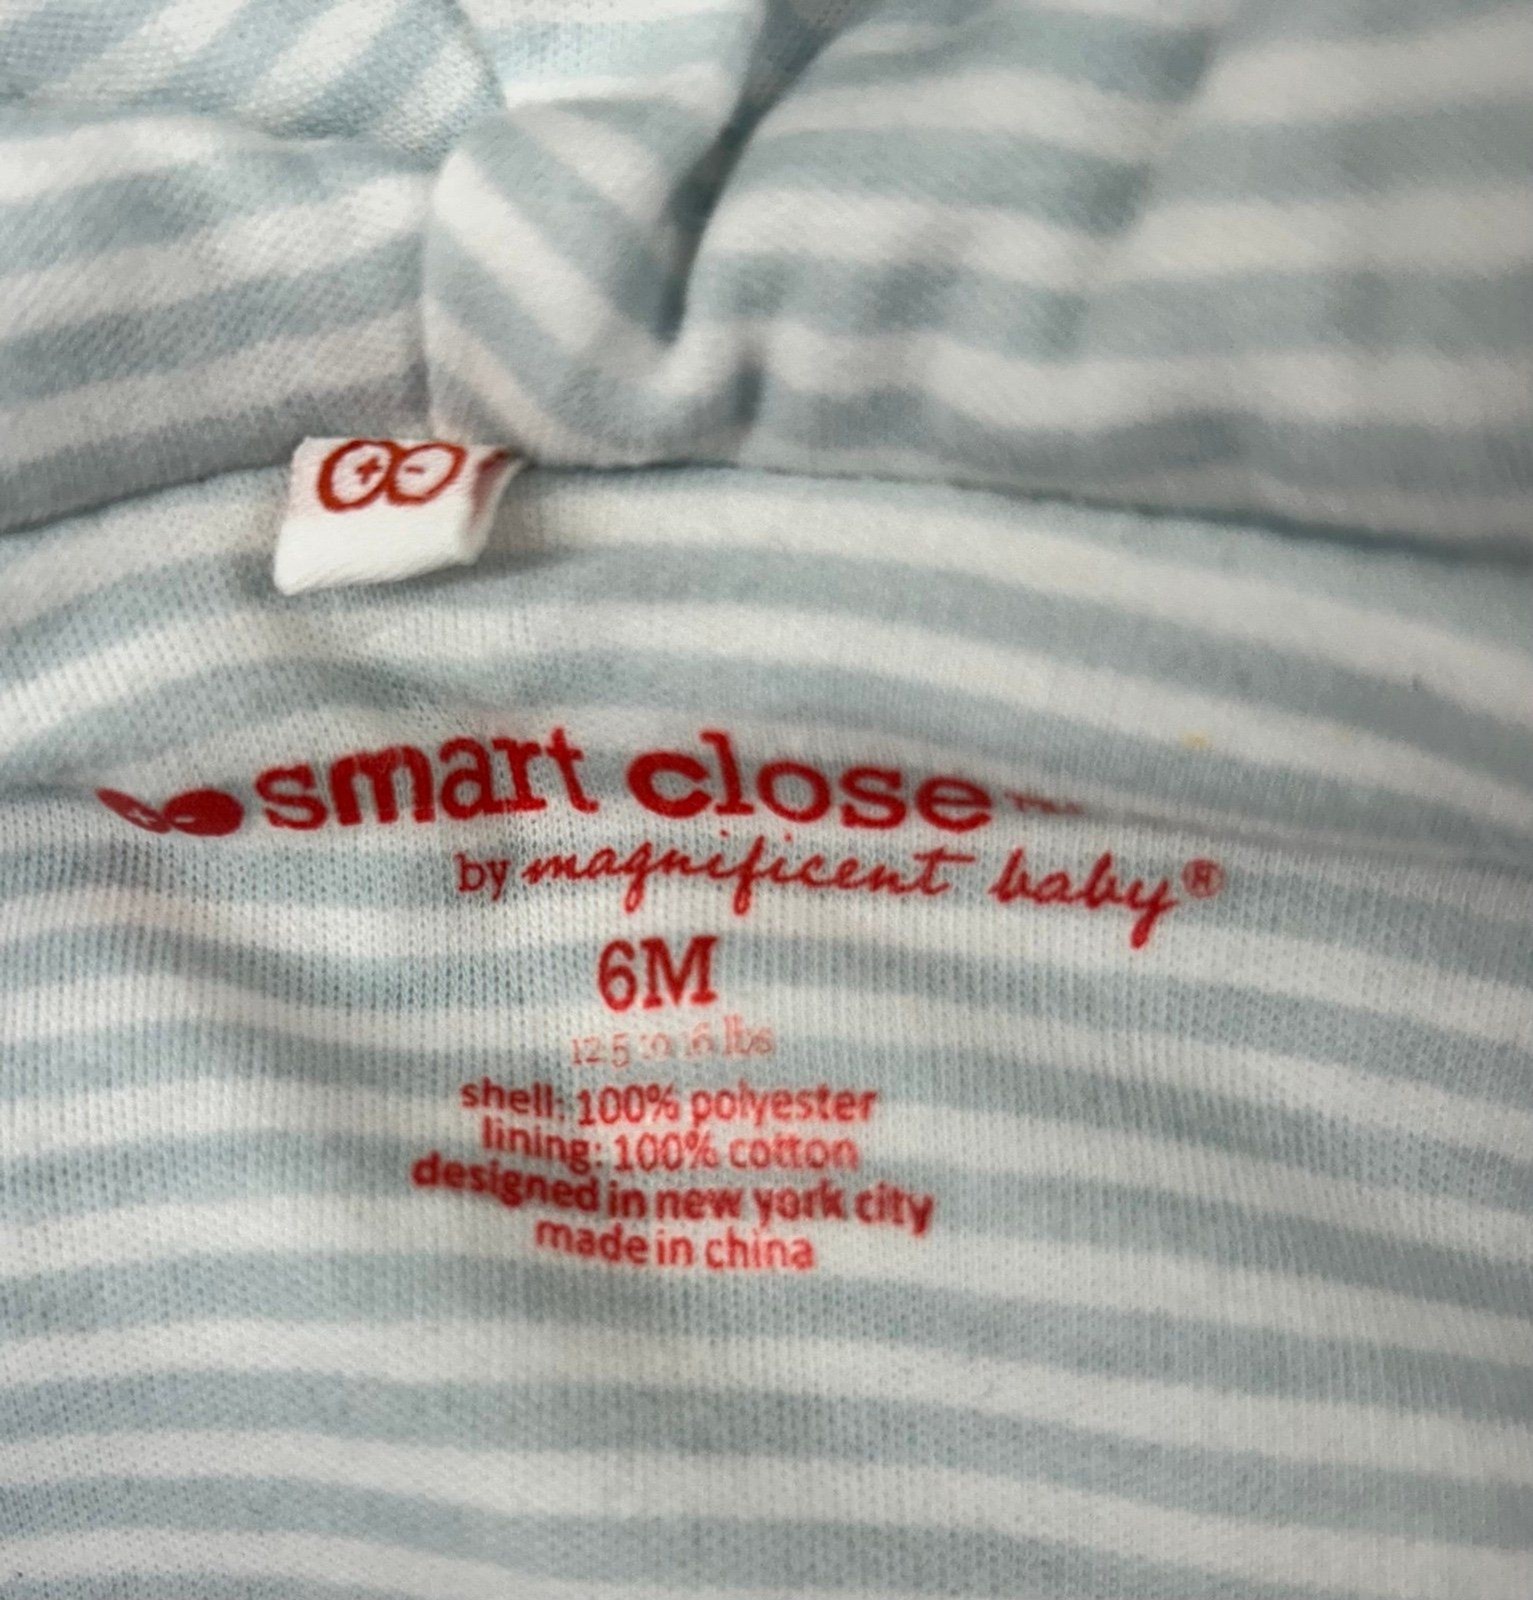 smart close™
by magnificent baby®
6M
12.5 to 16 lbs
shell: 100% polyester
lining: 100% cotton
designed in new york city
made in china